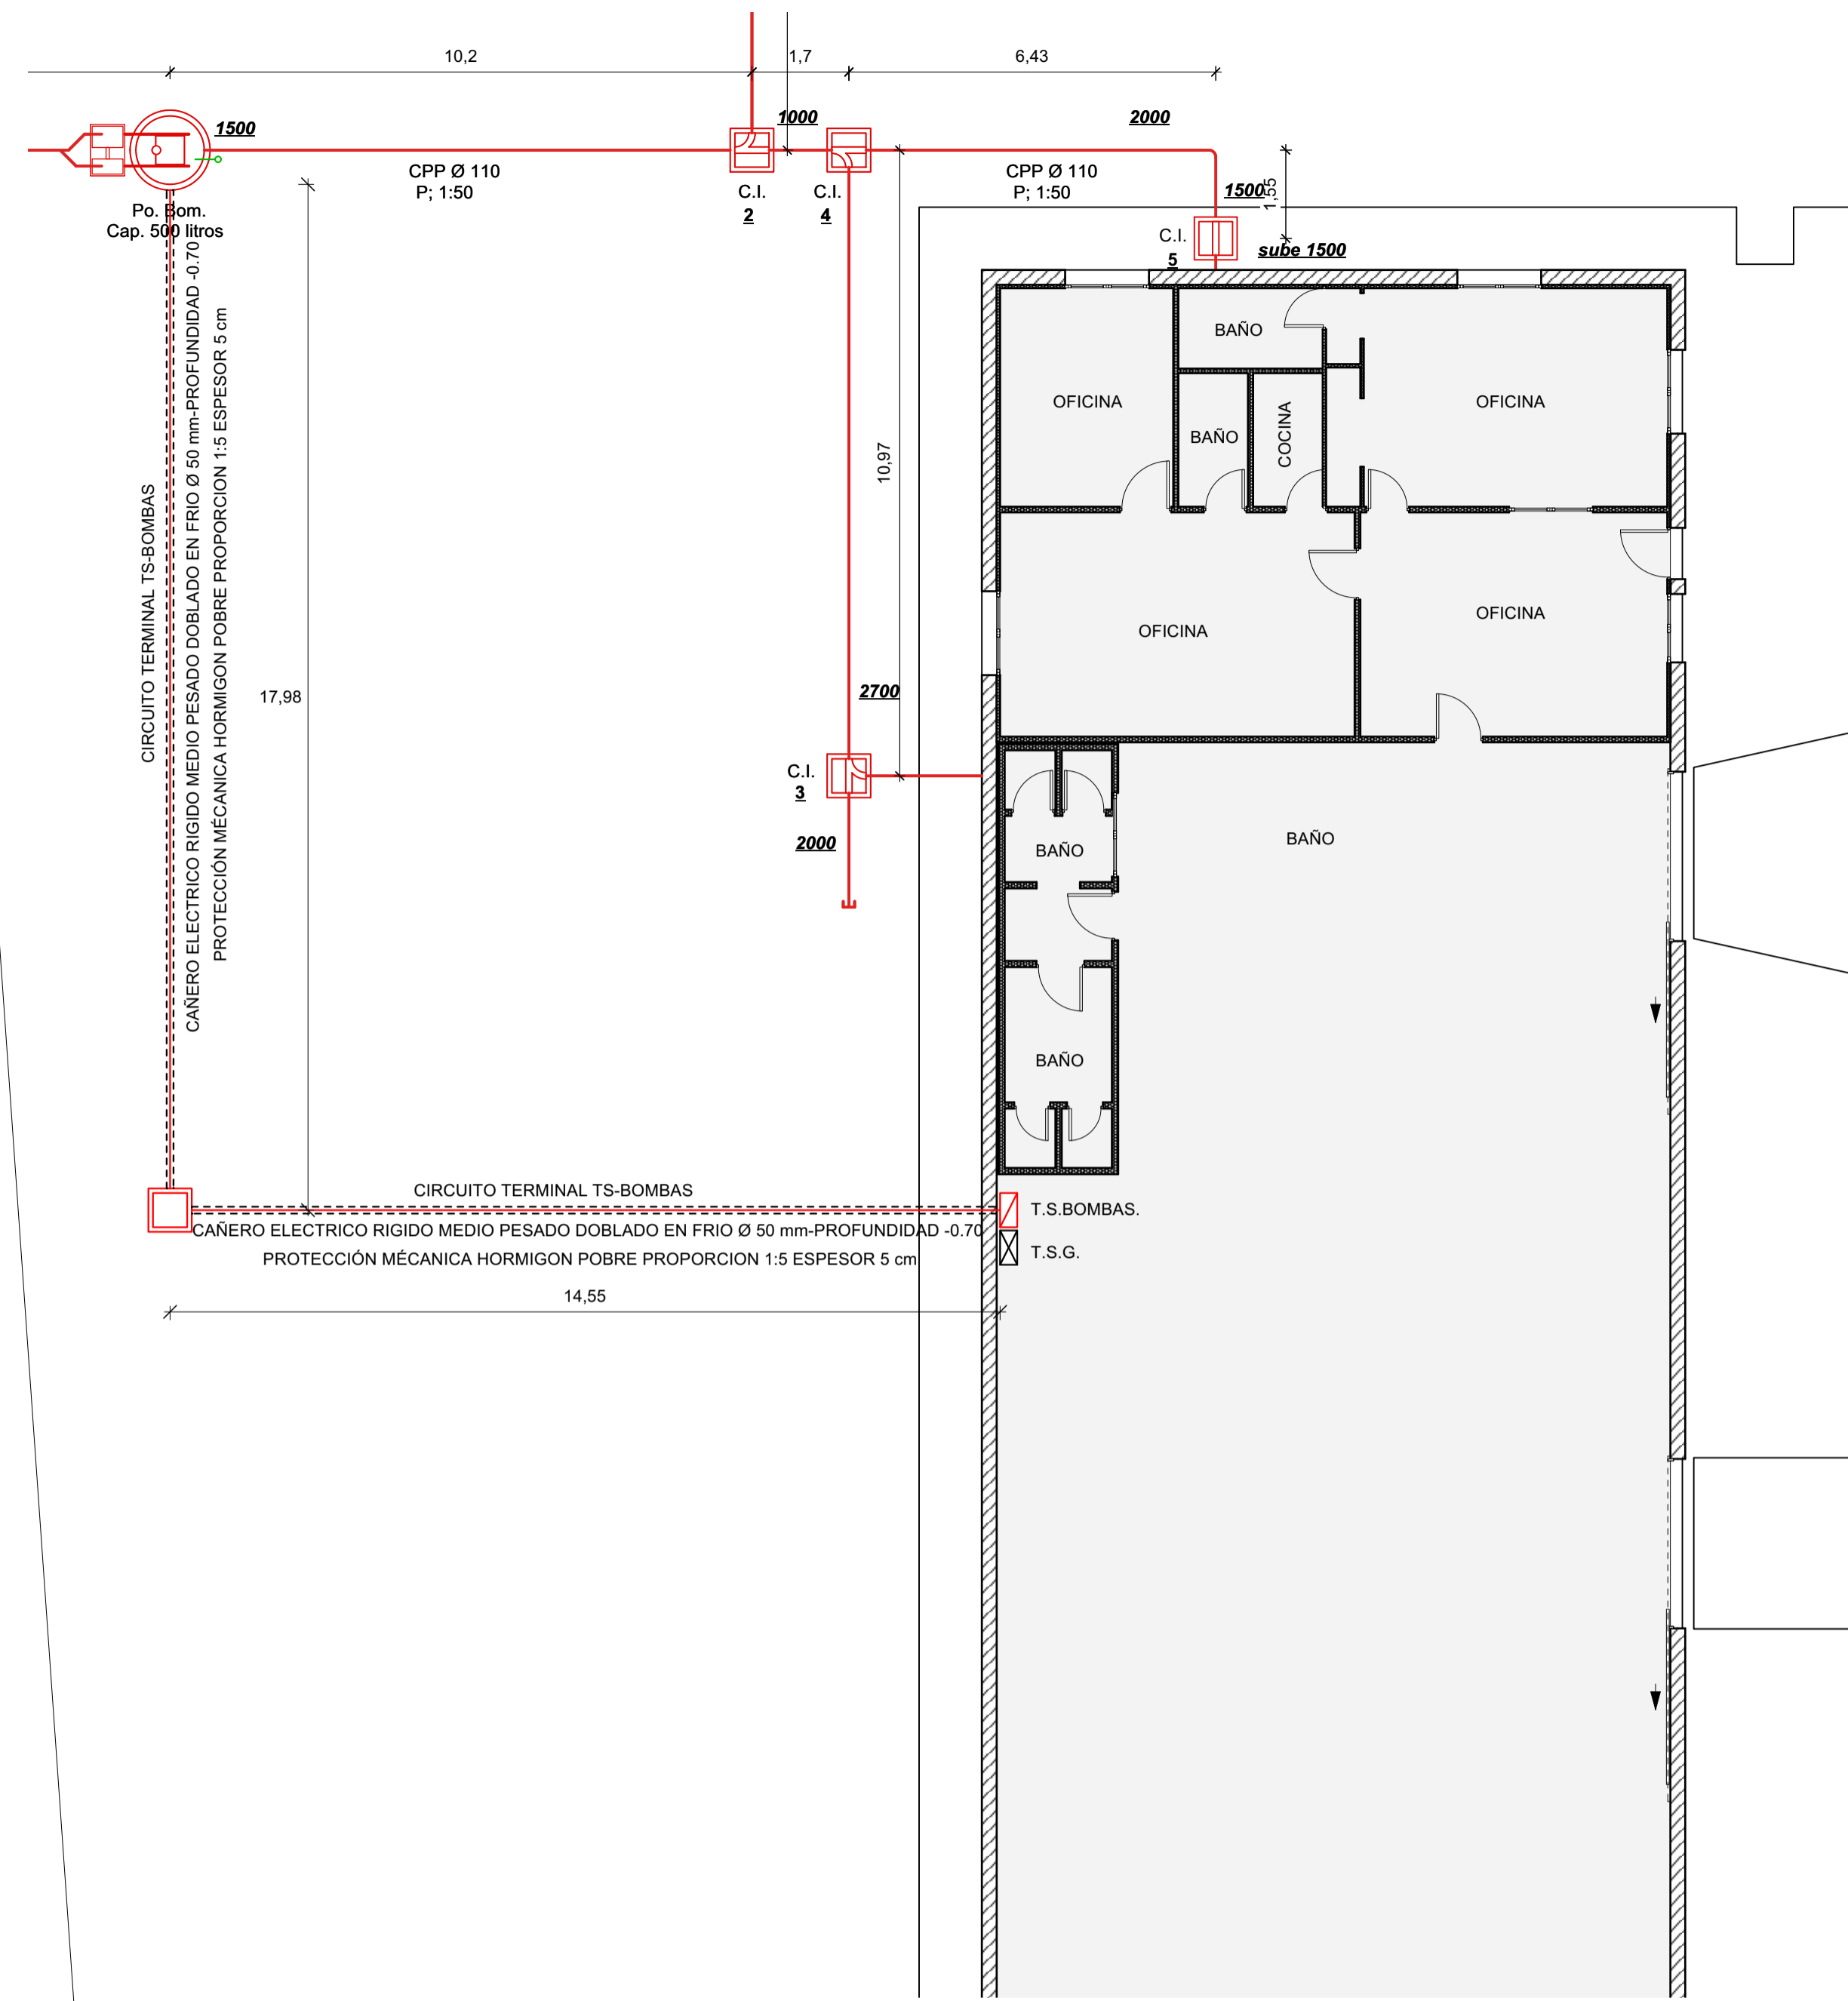 10,2
1,7
6,43
1500
1000
2000
CPP Ø 110
P; 1:50
CPP Ø 110
P; 1:50
C.I.
2
C.I.
4
1500
1,55
Po. Bom.
Cap. 500 litros
C.I.
5
sube 1500
BAÑO
OFICINA
BAÑO
COCINA
OFICINA
10,97
CIRCUITO TERMINAL TS-BOMBAS
CAÑERO ELECTRICO RIGIDO MEDIO PESADO DOBLADO EN FRIO Ø 50 mm-PROFUNDIDAD -0.70
PROTECCIÓN MÉCANICA HORMIGON POBRE PROPORCION 1:5 ESPESOR 5 cm
17,98
OFICINA
OFICINA
2700
C.I.
3
2000
BAÑO
BAÑO
BAÑO
CIRCUITO TERMINAL TS-BOMBAS
CAÑERO ELECTRICO RIGIDO MEDIO PESADO DOBLADO EN FRIO Ø 50 mm-PROFUNDIDAD -0.70
PROTECCIÓN MÉCANICA HORMIGON POBRE PROPORCION 1:5 ESPESOR 5 cm
T.S.BOMBAS.
T.S.G.
14,55